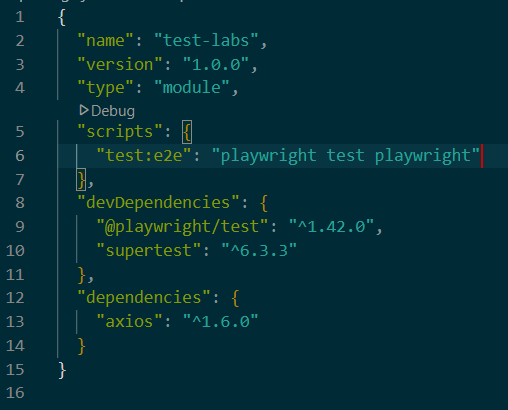 1 {
2 "name": "test-labs",
3 "version": "1.0.0",
4 "type": "module",
Debug
5 "scripts": {
6 "test:e2e": "playwright test playwright"
7 },
8 "devDependencies": {
9 "@playwright/test": "^1.42.0",
10 "supertest": "^6.3.3"
11 },
12 "dependencies": {
13 "axios": "^1.6.0"
14 }
15 }
16